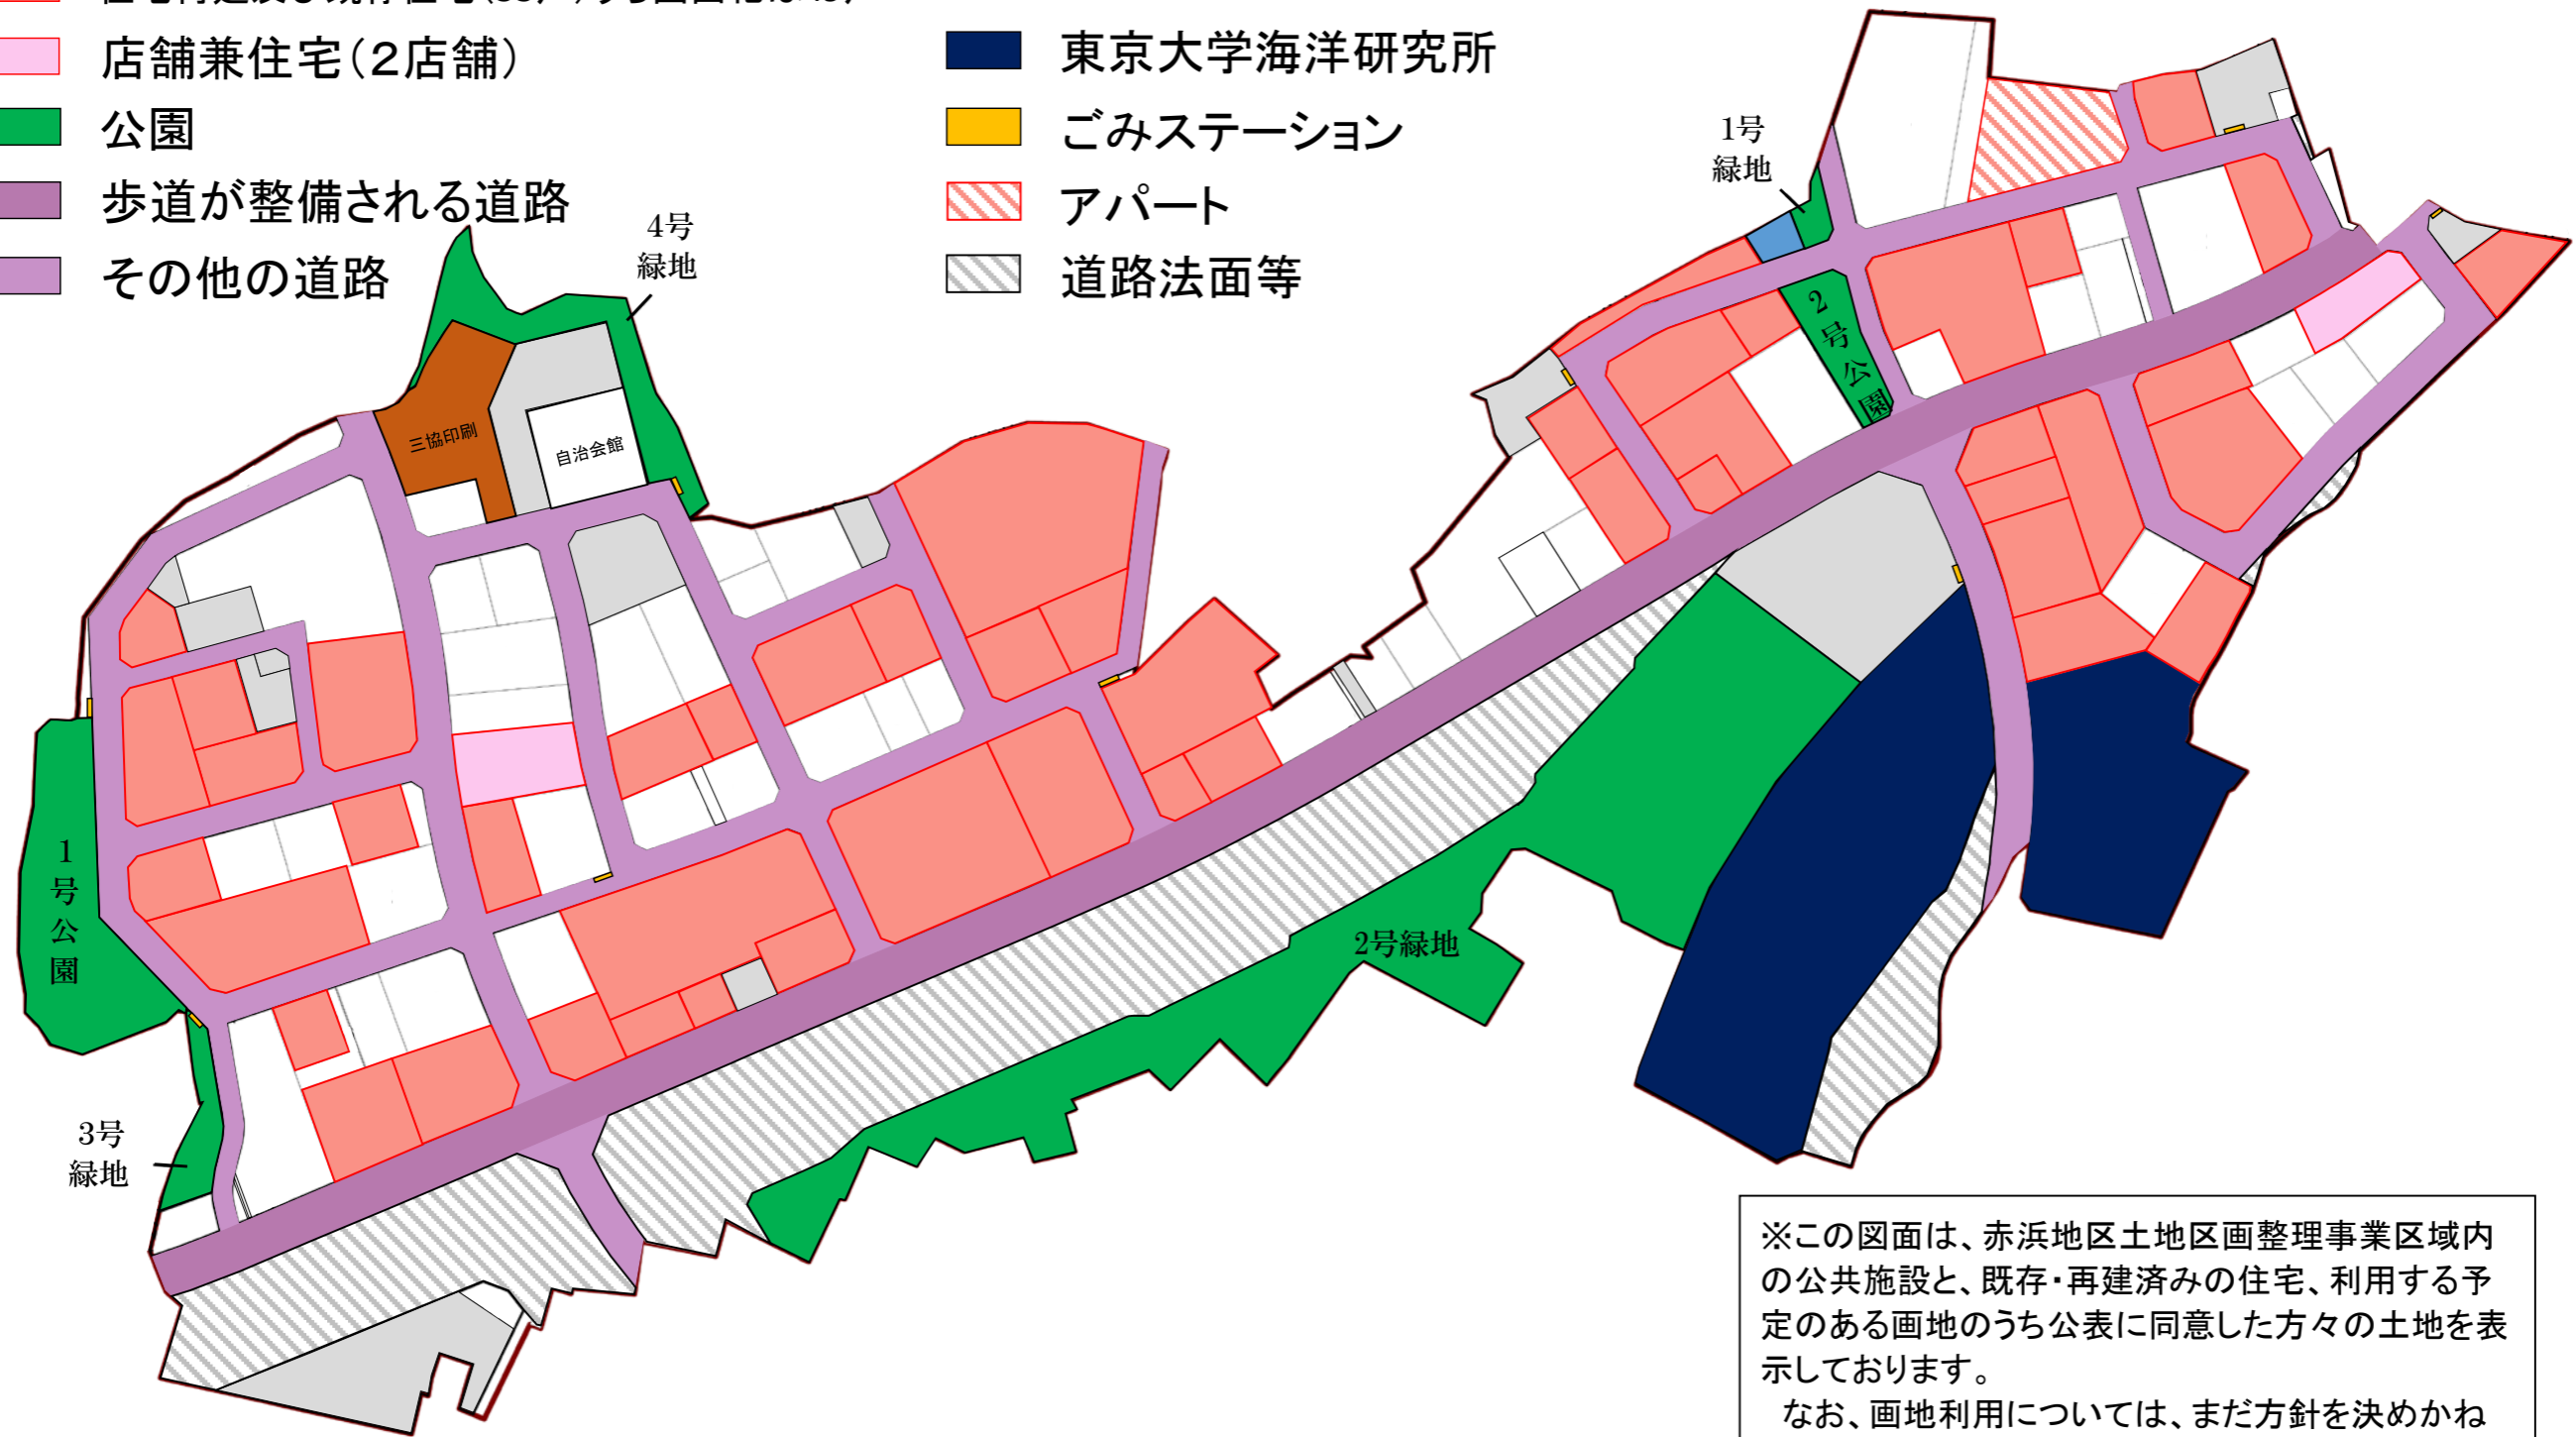 店舗兼住宅(２店舗)
公園
歩道が整備される道路
その他の道路
東京大学海洋研究所
ごみステーション
アパート
道路法面等
4号
緑地
1号
緑地
2号公園
三協印刷
自治会館
1号公園
2号緑地
3号
緑地
※この図面は、赤浜地区土地区画整理事業区域内
の公共施設と、既存・再建済みの住宅、利用する予
定のある画地のうち公表に同意した方々の土地を表
示しております。
なお、画地利用については、まだ方針を決めかね